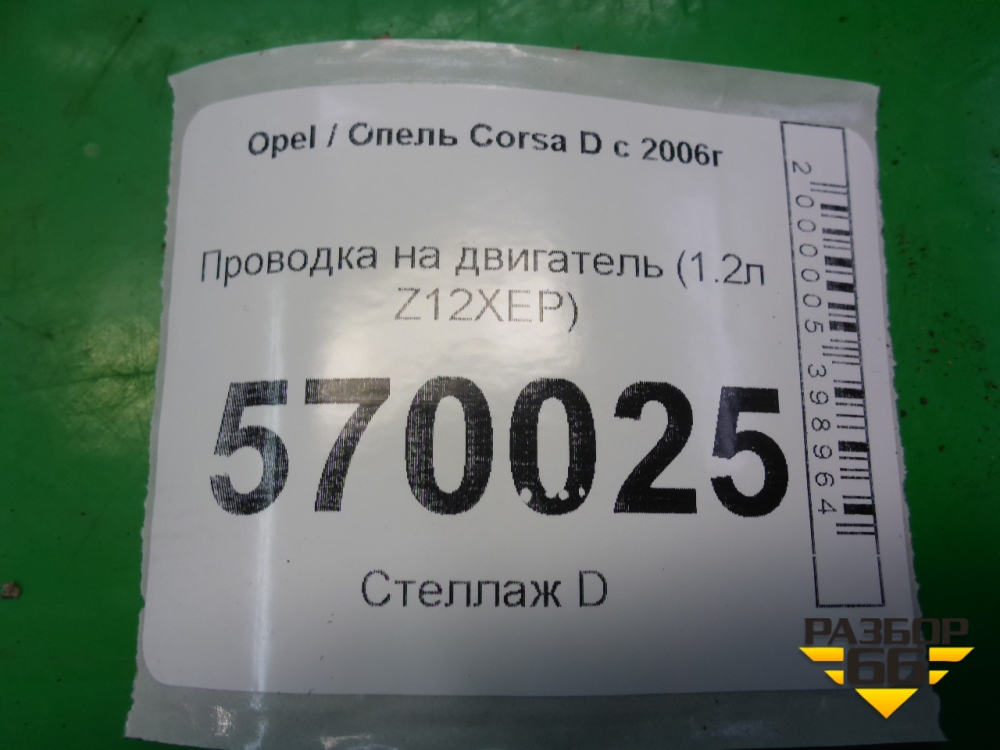 Opel / Опель Corsa D с 2006г
Проводка на двигатель (1.2л
Z12XEP)
570025
Стеллаж D
2000005398964
РАЗБОР
66